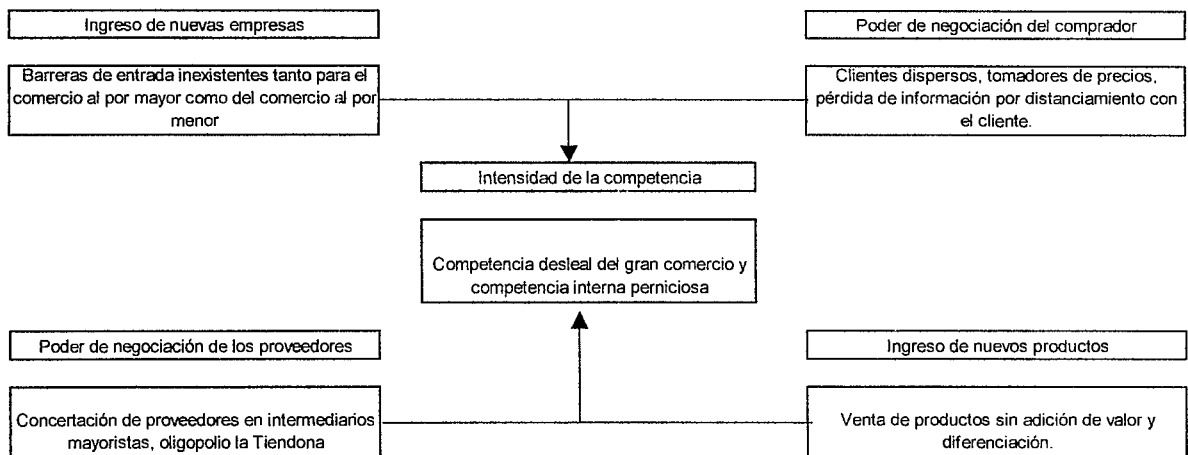 Ingreso de nuevas empresas
Poder de negociación del comprador
Barreras de entrada inexistentes tanto para el
comercio al por mayor como del comercio al por
menor
Clientes dispersos, tomadores de precios,
pérdida de información por distanciamiento con
el cliente.
Intensidad de la competencia
Competencia desleal del gran comercio y
competencia interna perniciosa
Poder de negociación de los proveedores
Ingreso de nuevos productos
Concertación de proveedores en intermediarios
mayoristas, oligopolio la Tiendona
Venta de productos sin adición de valor y
diferenciación.